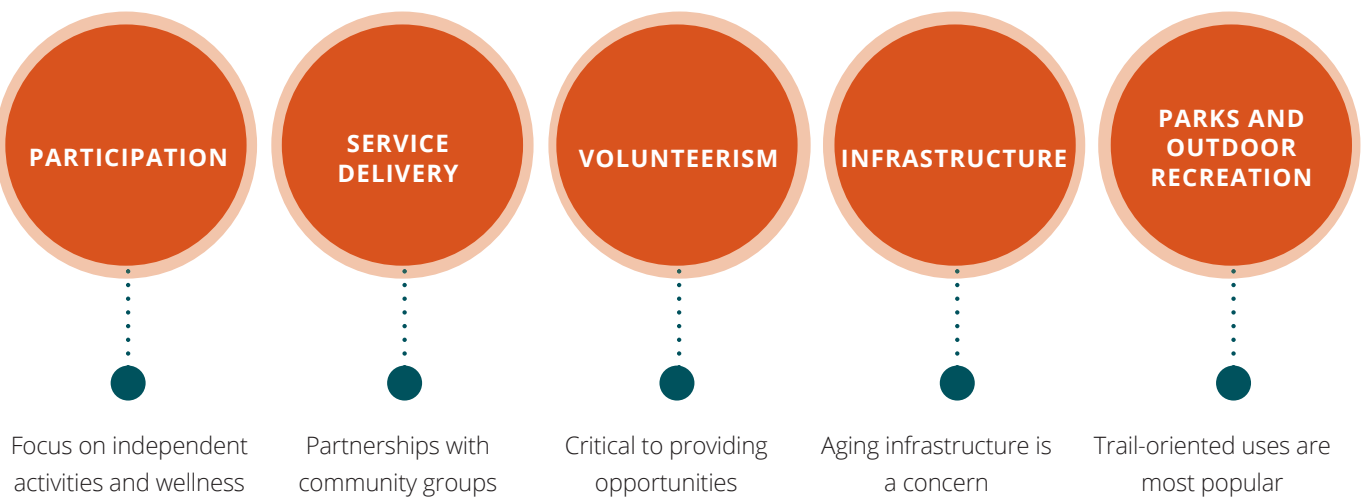 PARTICIPATION
SERVICE
DELIVERY
VOLUNTEERISM
INFRASTRUCTURE
PARKS AND
OUTDOOR
RECREATION
Focus on independent
activities and wellness
Partnerships with
community groups
Critical to providing
opportunities
Aging infrastructure is
a concern
Trail-oriented uses are
most popular